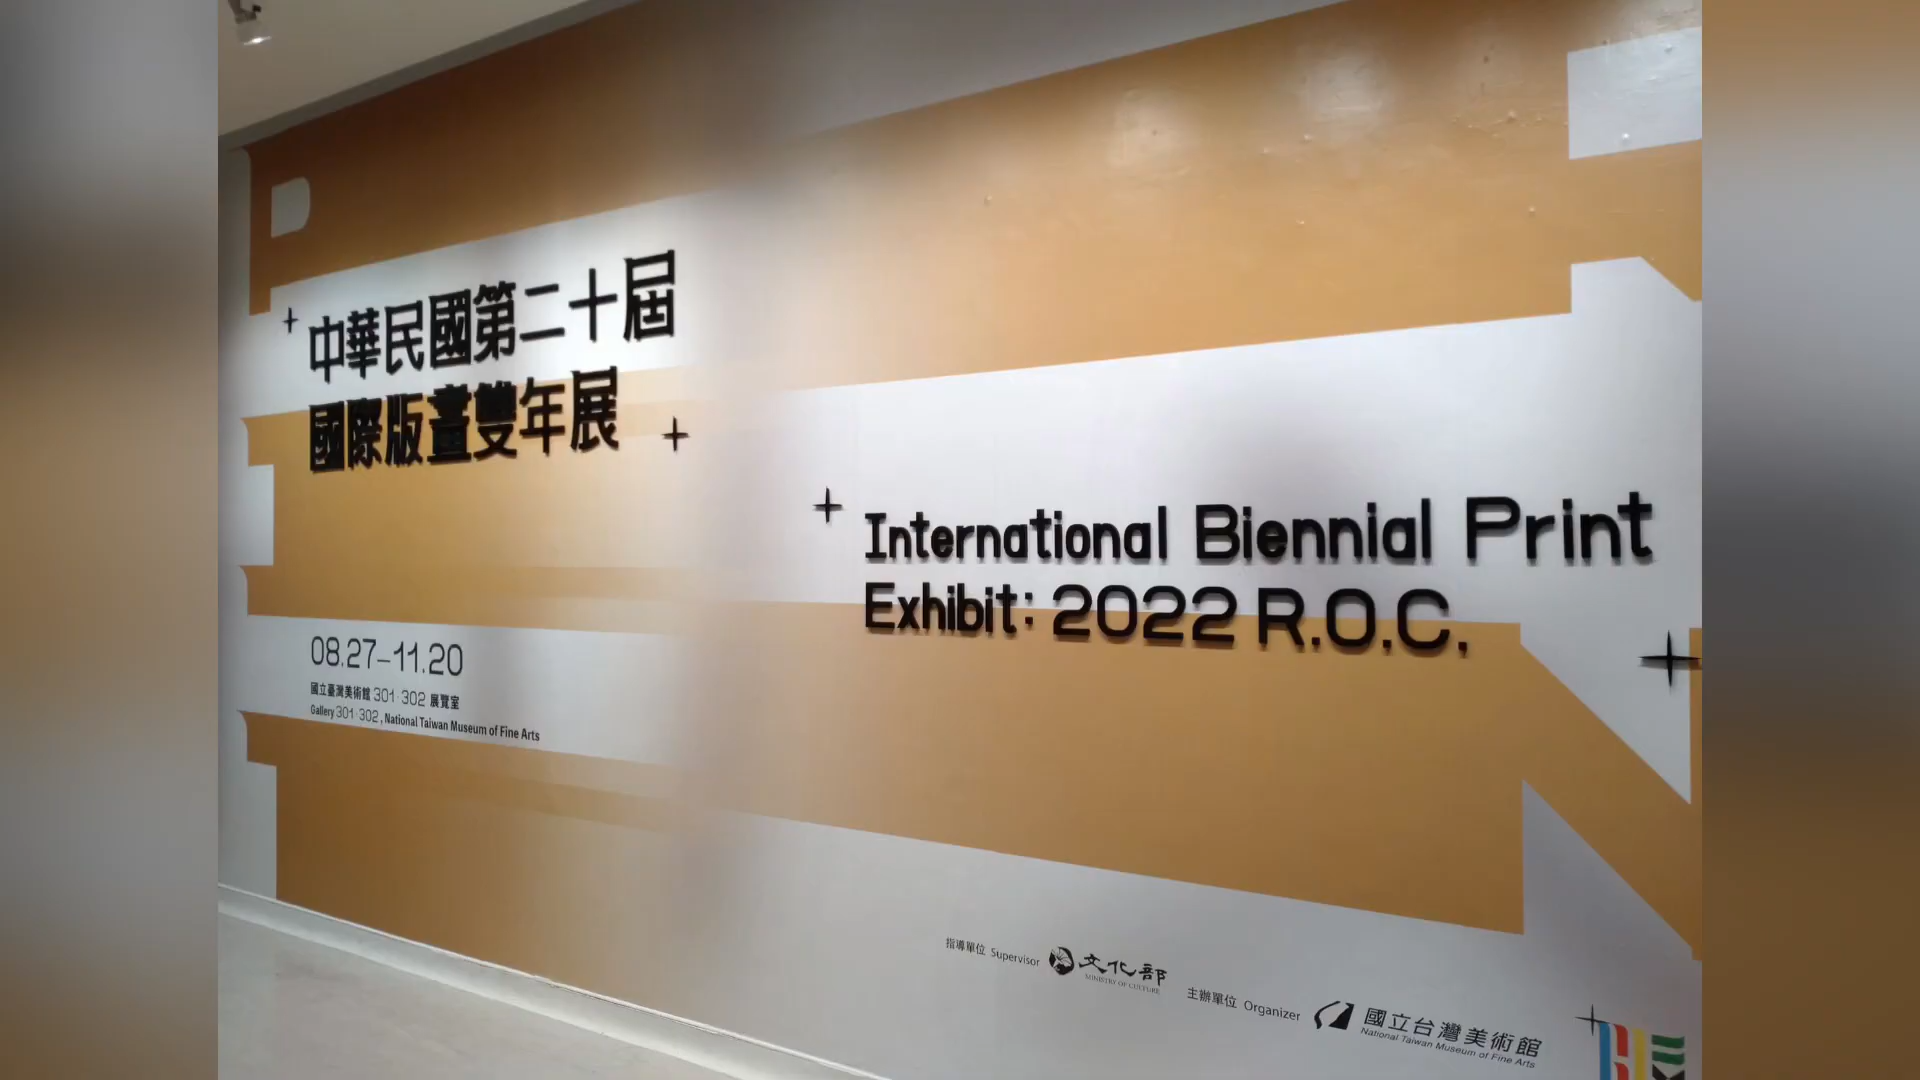 中華民國第二十屆
國際版畫雙年展
International Biennial Print
Exhibit: 2022 R.O.C.
08.27–11.20
國立臺灣美術館 301·302 展覽室
Gallery 301·302, National Taiwan Museum of Fine Arts
指導單位 Supervisor 文化部
MINISTRY OF CULTURE
主辦單位 Organizer 國立台灣美術館
National Taiwan Museum of Fine Arts